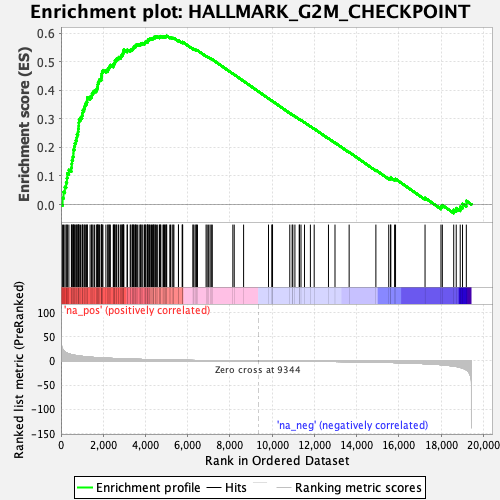 Enrichment plot: HALLMARK_G2M_CHECKPOINT
Enrichment score (ES)
0.6
0.5
0.4
0.3
0.2
0.1
0.0
Ranked list metric (PreRanked)
100
50
0
-50
-100
-150
'na_pos' (positively correlated)
Zero cross at 9344
'na_neg' (negatively correlated)
0 2,000 4,000 6,000 8,000 10,000 12,000 14,000 16,000 18,000 20,000
Rank in Ordered Dataset
Enrichment profile Hits Ranking metric scores